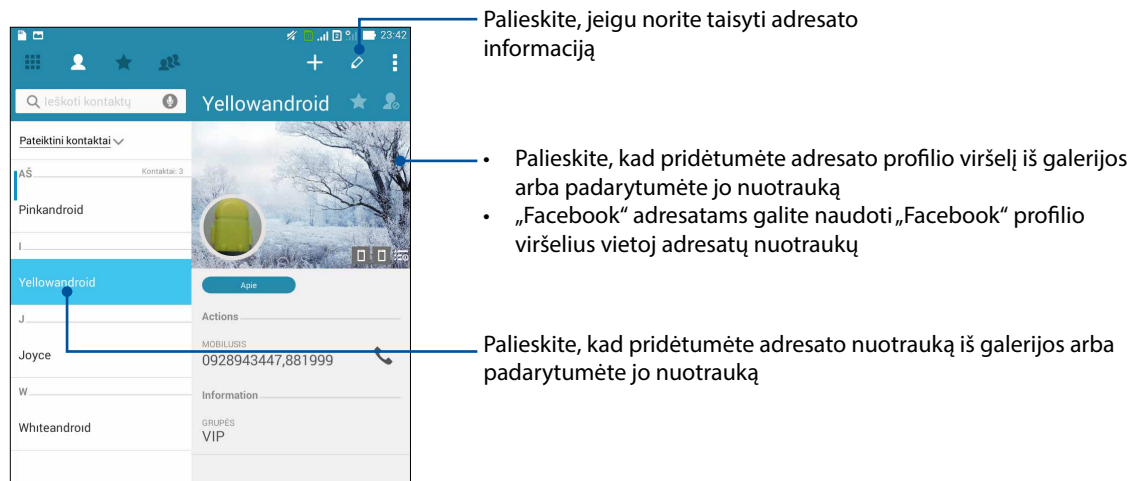 23:42
Ieškoti kontaktų
Yellowandroid
Pateiktini kontaktai
AŠ Kontaktai: 3
Pinkandroid
I
Yellowandroid
J
Joyce
W
Whiteandroid
Apie
Actions
MOBILUSIS
0928943447,881999
Information
GRUPĖS
VIP
Palieskite, jeigu norite taisyti adresato
informaciją
• Palieskite, kad pridėtumėte adresato profilio viršelį iš galerijos
arba padarytumėte jo nuotrauką
• „Facebook“ adresatams galite naudoti „Facebook“ profilio
viršelius vietoj adresatų nuotraukų
Palieskite, kad pridėtumėte adresato nuotrauką iš galerijos arba
padarytumėte jo nuotrauką